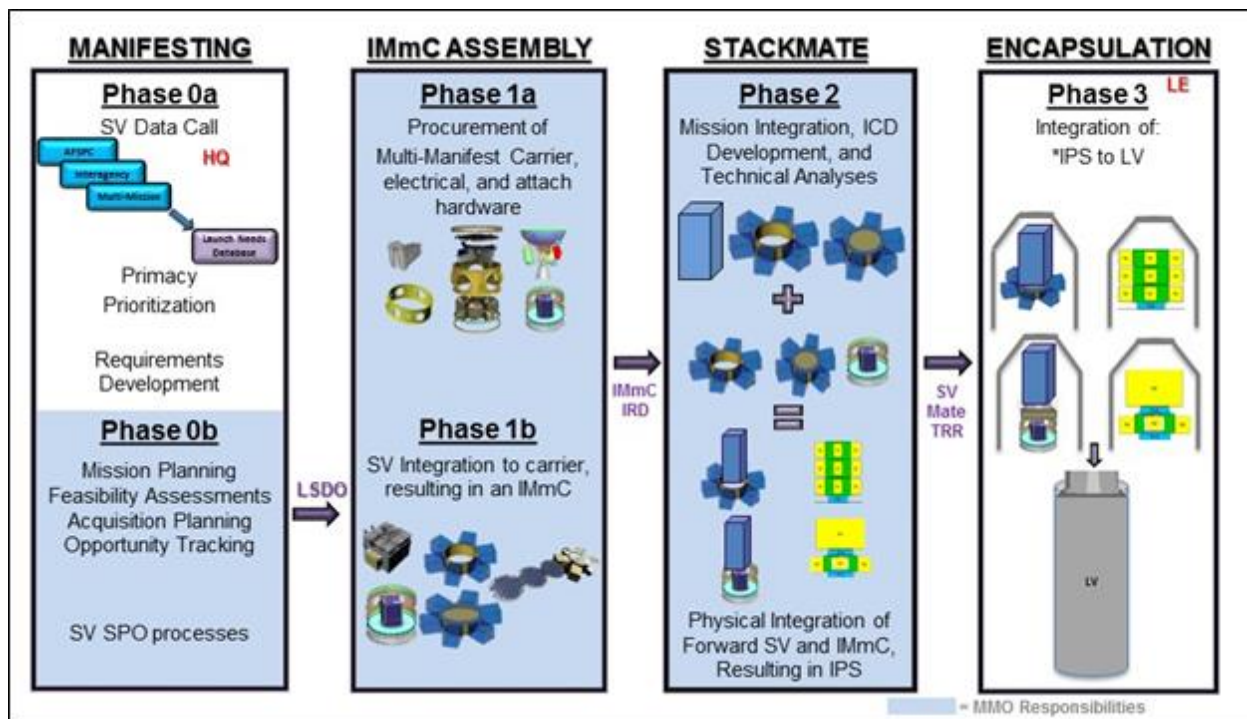 MANIFESTING
Phase 0a
SV Data Call
AFSPC
HQ
Interagency
Multi-Mission
Launch Needs
Database
Primacy
Prioritization
Requirements
Development
Phase 0b
Mission Planning
Feasibility Assessments
Acquisition Planning
Opportunity Tracking
SV SPO processes
LSDO
IMmC ASSEMBLY
Phase 1a
Procurement of
Multi-Manifest Carrier,
electrical, and attach
hardware
Phase 1b
SV Integration to carrier,
resulting in an IMmC
IMmC
IRD
STACKMATE
Phase 2
Mission Integration, ICD
Development, and
Technical Analyses
+
=
Physical Integration of
Forward SV and IMmC,
Resulting in IPS
SV
Mate
TRR
ENCAPSULATION
LE
Phase 3
Integration of:
*IPS to LV
LV
= MMO Responsibilities